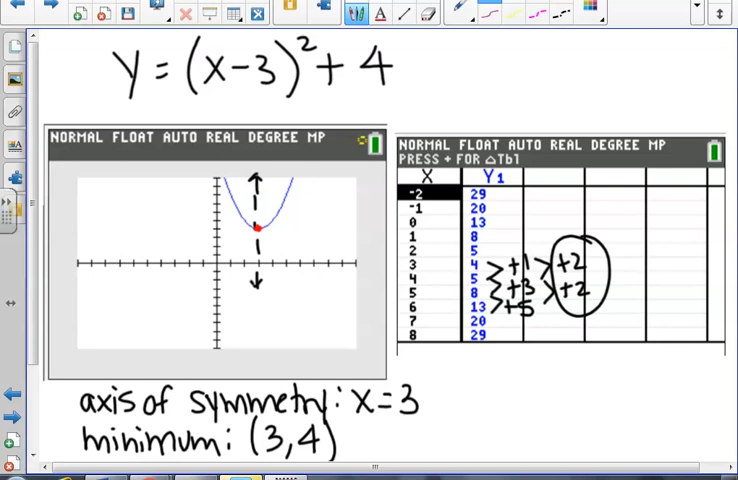 Y = (x-3)² + 4
NORMAL FLOAT AUTO REAL DEGREE MP
NORMAL FLOAT AUTO REAL DEGREE MP
PRESS + FOR △Tbl
X Y1
-2 29
-1 20
0 13
1 8
2 5
3 4 +1 +2
4 5 +3 +2
5 8 +5
6 13
7 20
8 29
axis of symmetry: x=3
minimum: (3,4)